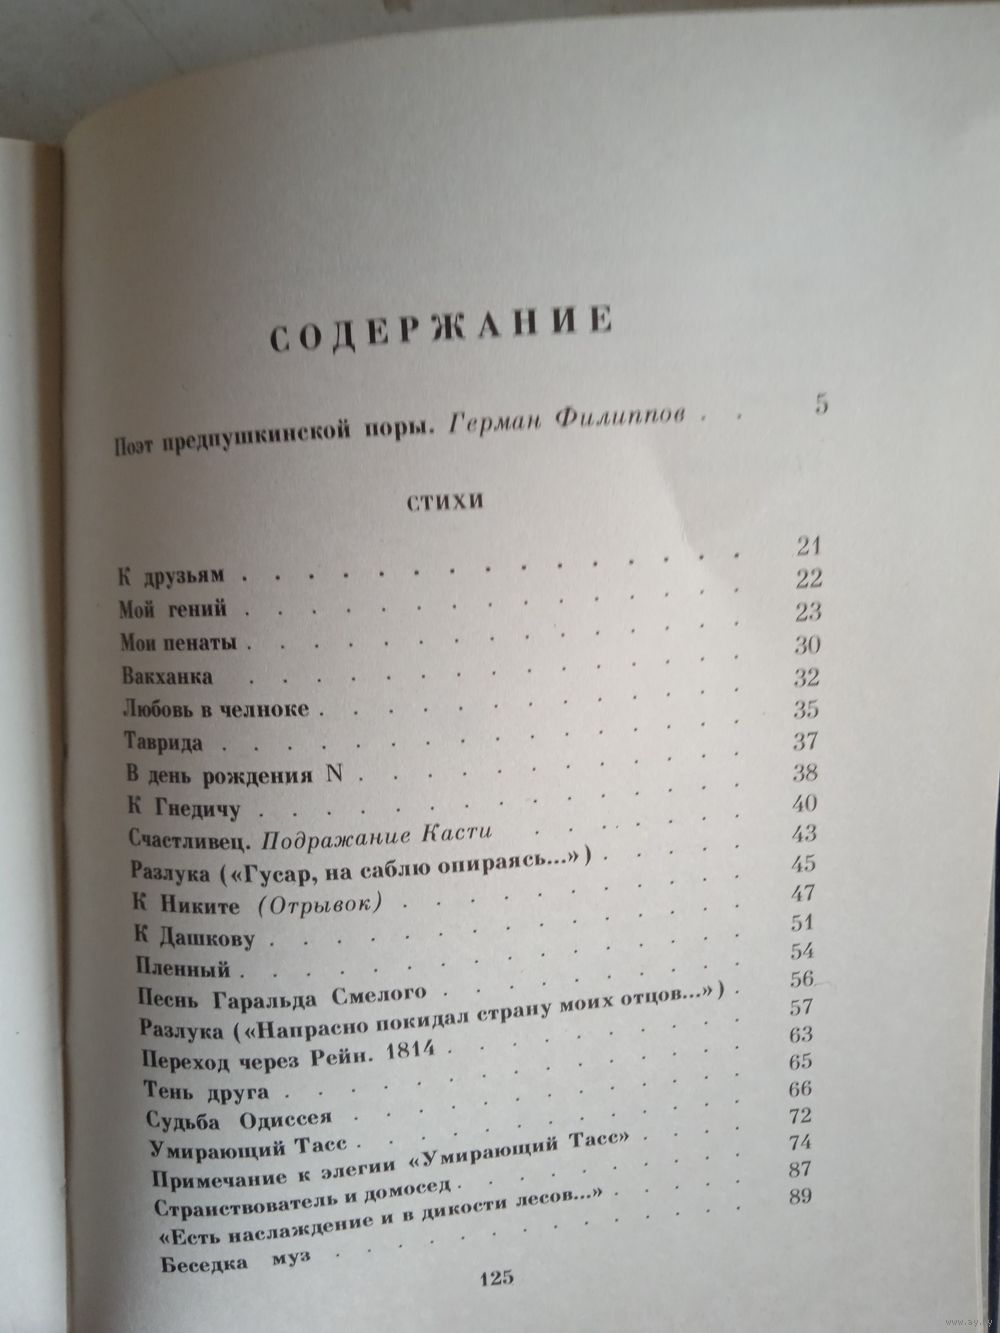 СОДЕРЖАНИЕ
Поэт предпушкинской поры. Герман Филиппов . . 5
СТИХИ
К друзьям . . . . . . . . . . . . . . . 21
Мой гений . . . . . . . . . . . . . . . 22
Мои пенаты . . . . . . . . . . . . . . . 23
Вакханка . . . . . . . . . . . . . . . 30
Любовь в челноке . . . . . . . . . . . . . 32
Таврида . . . . . . . . . . . . . . . . 35
В день рождения N . . . . . . . . . . . . 37
К Гнедичу . . . . . . . . . . . . . . . 38
Счастливец. Подражание Касти . . . . . . . 40
Разлука («Гусар, на саблю опираясь...») . . . . . 43
К Никите (Отрывок) . . . . . . . . . . . 45
К Дашкову . . . . . . . . . . . . . . . 47
Пленный . . . . . . . . . . . . . . . . 51
Песнь Гаральда Смелого . . . . . . . . . . 54
Разлука («Напрасно покидал страну моих отцов...») . 56
Переход через Рейн. 1814 . . . . . . . . . . 57
Тень друга . . . . . . . . . . . . . . . 63
Судьба Одиссея . . . . . . . . . . . . . 65
Умирающий Тасс . . . . . . . . . . . . . 66
Примечание к элегии «Умирающий Тасс» . . . . 72
Странствователь и домосед . . . . . . . . . 74
«Есть наслаждение и в дикости лесов...» . . . . . 87
Беседка муз . . . . . . . . . . . . . . 89
125
www.ay.by